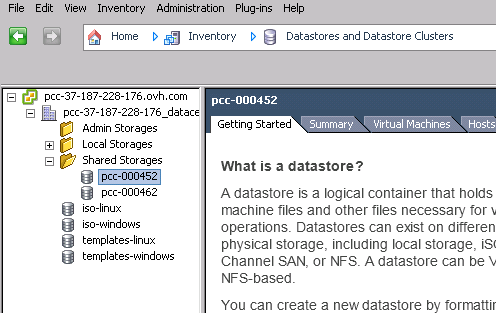 File Edit View Inventory Administration Plug-ins Help
Home Inventory Datastores and Datastore Clusters
pcc-37-187-228-176.ovh.com
pcc-37-187-228-176_datace
Admin Storages
Local Storages
Shared Storages
pcc-000452
pcc-000462
iso-linux
iso-windows
templates-linux
templates-windows
pcc-000452
Getting Started Summary Virtual Machines Hosts
What is a datastore?
A datastore is a logical container that holds
machine files and other files necessary for v
operations. Datastores can exist on differen
physical storage, including local storage, iSC
Channel SAN, or NFS. A datastore can be V
NFS-based.
You can create a new datastore by formattin